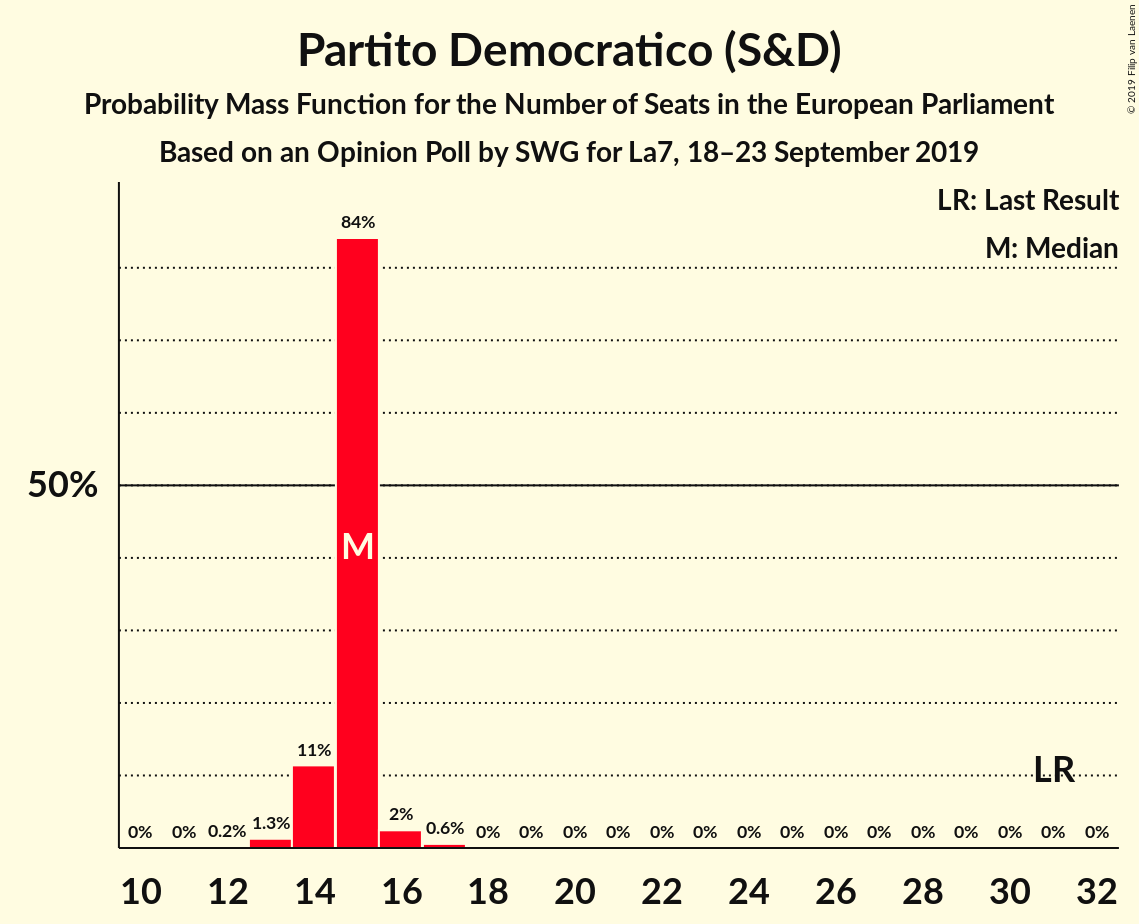 Partito Democratico (S&D)
Probability Mass Function for the Number of Seats in the European Parliament
Based on an Opinion Poll by SWG for La7, 18–23 September 2019
© 2019 Filip van Laenen
LR: Last Result
M: Median
84%
50%
M
11%
LR
0% 0% 0.2% 1.3% 2% 0.6% 0% 0% 0% 0% 0% 0% 0% 0% 0% 0% 0% 0% 0% 0% 0%
10 12 14 16 18 20 22 24 26 28 30 32